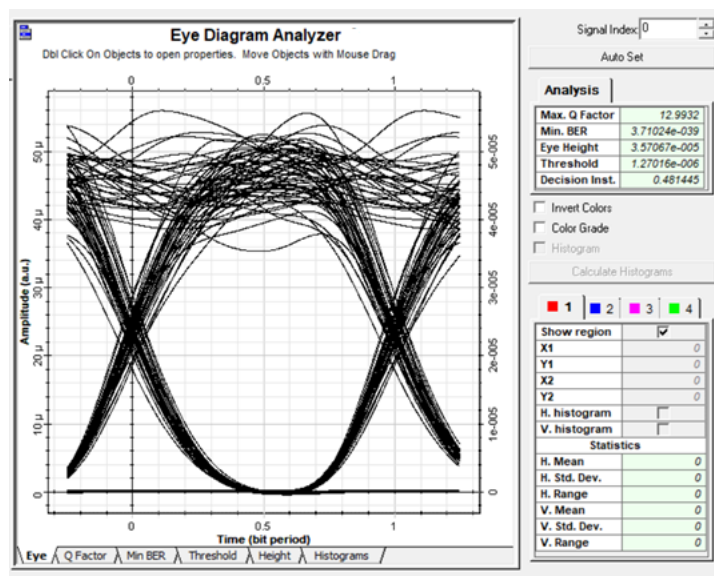 Eye Diagram Analyzer
Dbl Click On Objects to open properties. Move Objects with Mouse Drag
0 0.5 1
Amplitude (a.u.)
50 µ
40 µ
30 µ
20 µ
10 µ
0
5e-005
4e-005
3e-005
2e-005
1e-005
0
0 0.5 1
Time (bit period)
Eye Q Factor Min BER Threshold Height Histograms
Signal Index: 0
Auto Set
Analysis
Max. Q Factor 12.9932
Min. BER 3.71024e-039
Eye Height 3.57067e-005
Threshold 1.27016e-006
Decision Inst. 0.481445
Invert Colors
Color Grade
Histogram
Calculate Histograms
1 2 3 4
Show region
X1 0
Y1 0
X2 0
Y2 0
H. histogram
V. histogram
Statistics
H. Mean 0
H. Std. Dev. 0
H. Range 0
V. Mean 0
V. Std. Dev. 0
V. Range 0